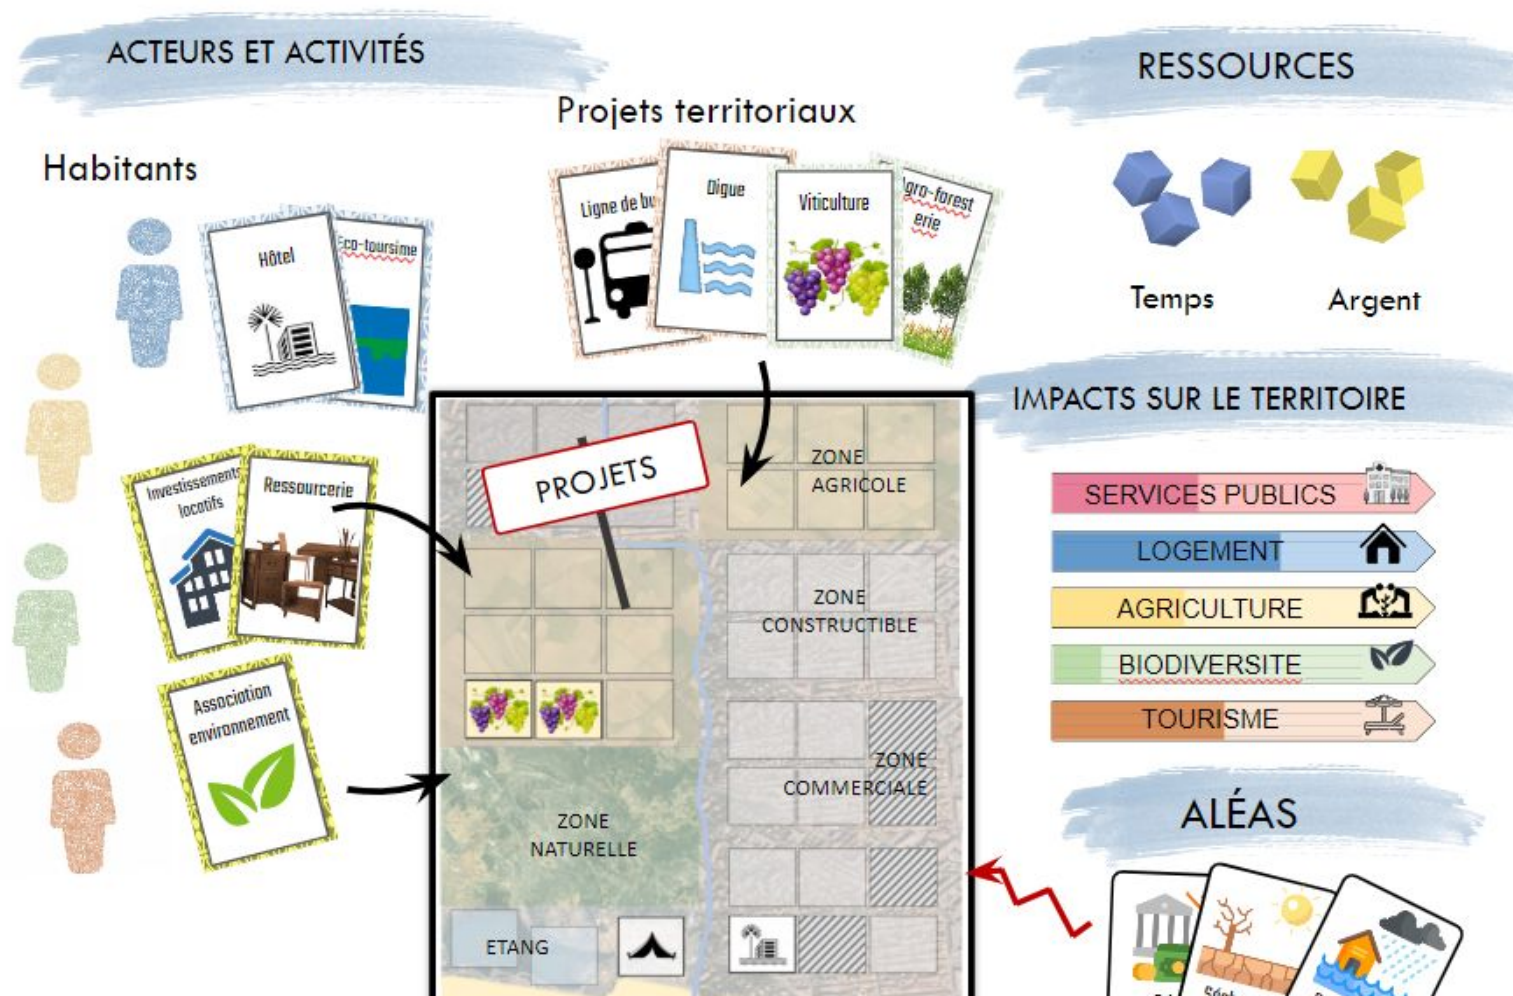 ACTEURS ET ACTIVITÉS
RESSOURCES
Projets territoriaux
Habitants
Hôtel
Eco-toursime
Ligne de bu
Digue
Viticulture
Agro-forest
erie
Temps
Argent
IMPACTS SUR LE TERRITOIRE
Investissements
locatifs
Ressourcerie
PROJETS
ZONE
AGRICOLE
SERVICES PUBLICS
LOGEMENT
AGRICULTURE
BIODIVERSITE
TOURISME
ZONE
CONSTRUCTIBLE
Association
environnement
ZONE
COMMERCIALE
ZONE
NATURELLE
ETANG
ALÉAS